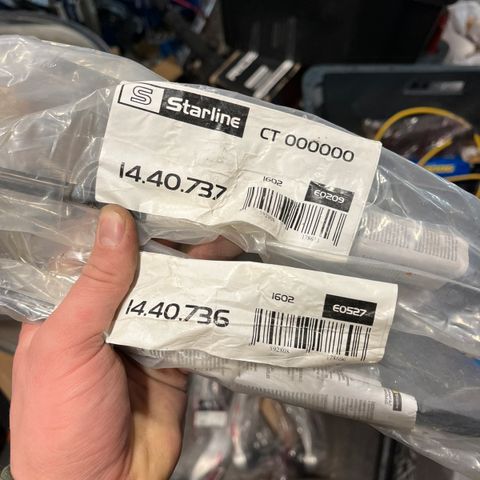 S Starline
CT 000000
14.40.737
1602
E0209
14.40.736
1602
E0527